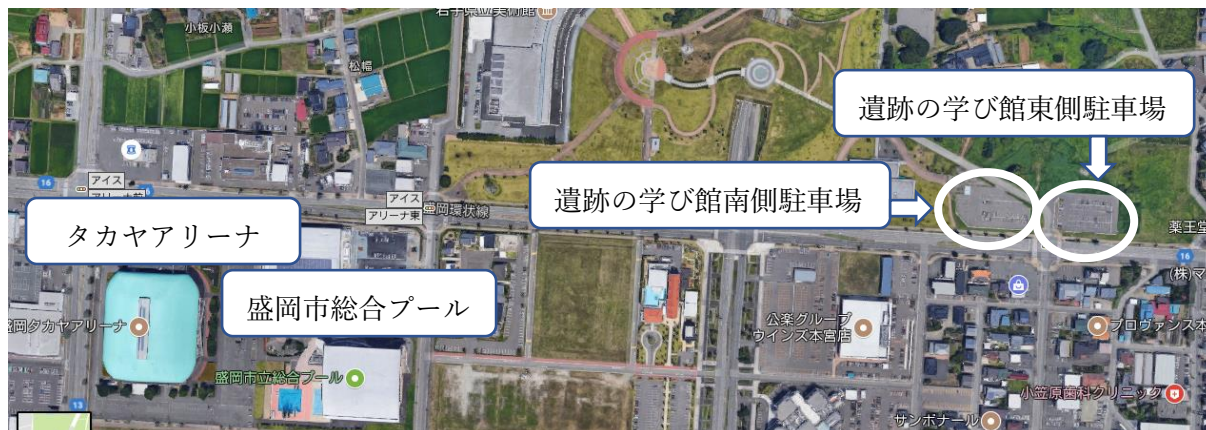 岩手県立美術館
小板小瀬
松幅
遺跡の学び館東側駐車場
遺跡の学び館南側駐車場
16
アイス
アリーナ前
16
アイス
アリーナ東
盛岡環状線
薬王堂
16
(株)マ
タカヤアリーナ
盛岡市総合プール
盛岡タカヤアリーナ
公楽グループ
ウインズ本宮店
プロヴァンス本
盛岡市立総合プール
小笠原歯科クリニック
13
サンボナール